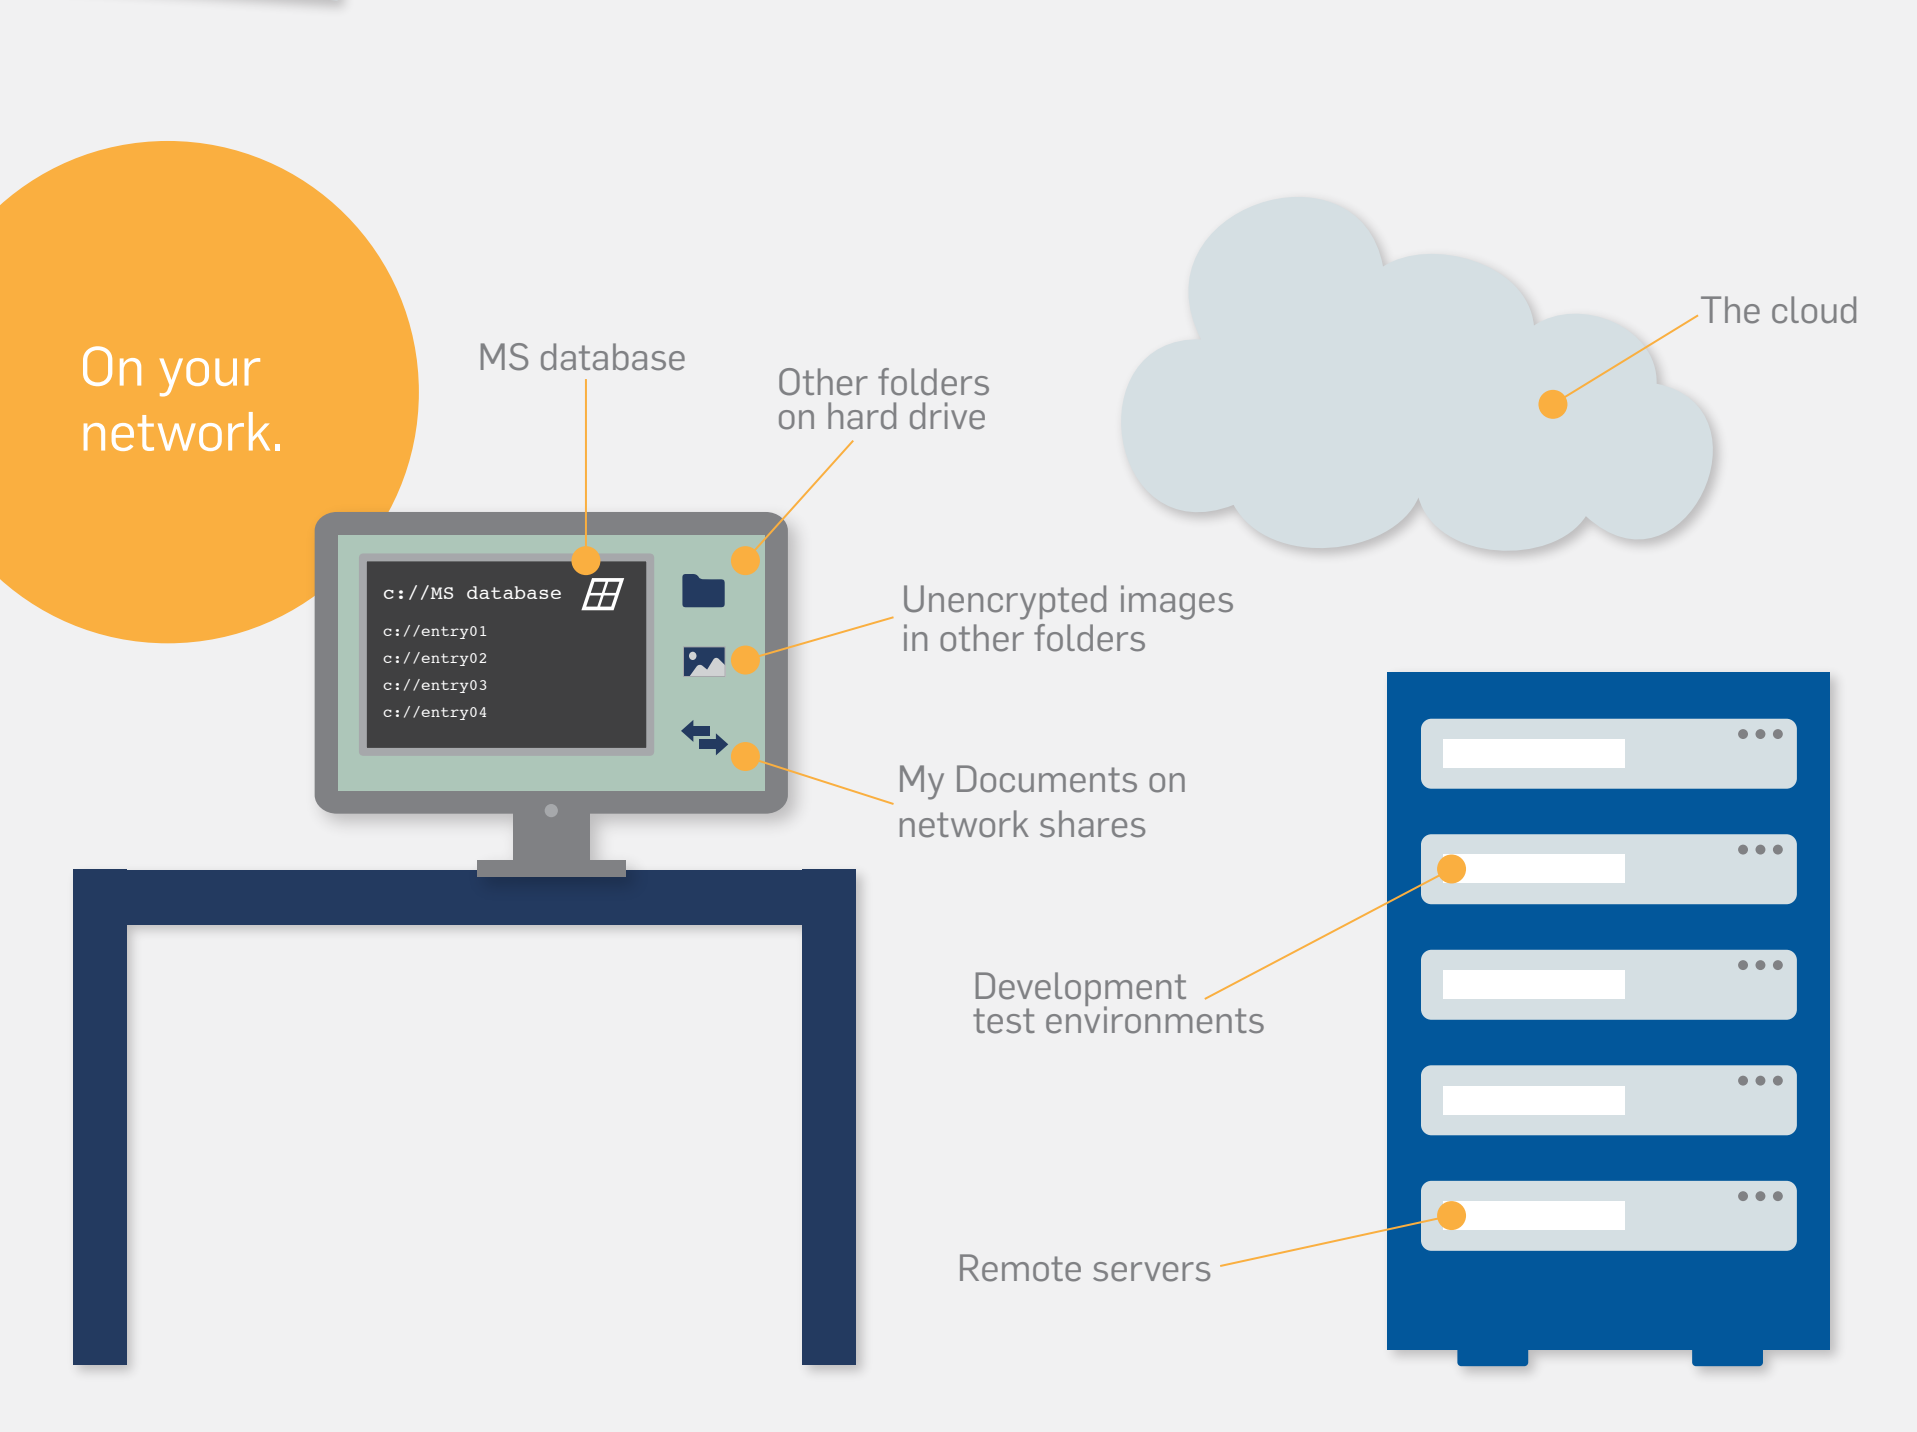 On your
network.
MS database
Other folders
on hard drive
The cloud
c://MS database
c://entry01
c://entry02
c://entry03
c://entry04
Unencrypted images
in other folders
My Documents on
network shares
Development
test environments
Remote servers